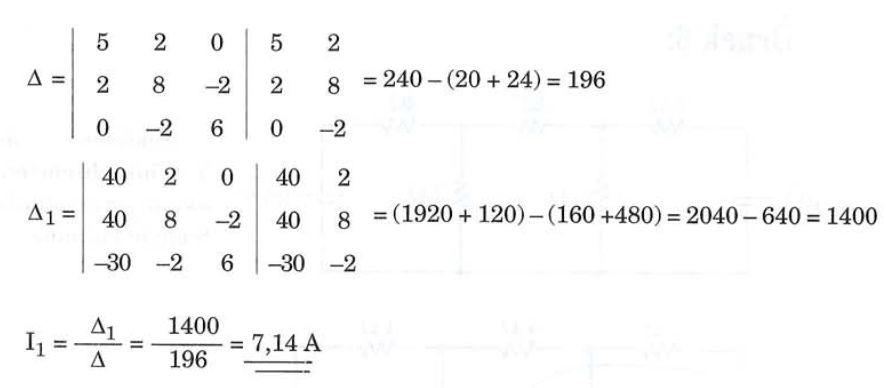 5 2 0 5 2
Δ = 2 8 –2 2 8 = 240 – (20 + 24) = 196
0 –2 6 0 –2
40 2 0 40 2
Δ1 = 40 8 –2 40 8 = (1920 + 120) – (160 +480) = 2040 – 640 = 1400
–30 –2 6 –30 –2
I1 = Δ1 / Δ = 1400 / 196 = 7,14 A